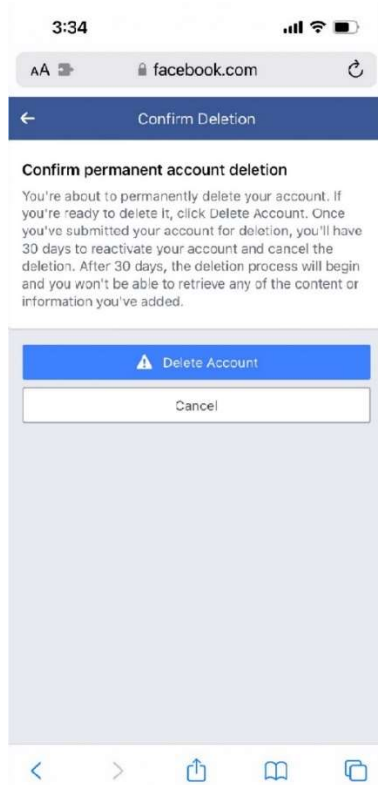 3:34
AA facebook.com
Confirm Deletion
Confirm permanent account deletion
You're about to permanently delete your account. If
you're ready to delete it, click Delete Account. Once
you've submitted your account for deletion, you'll have
30 days to reactivate your account and cancel the
deletion. After 30 days, the deletion process will begin
and you won't be able to retrieve any of the content or
information you've added.
Delete Account
Cancel